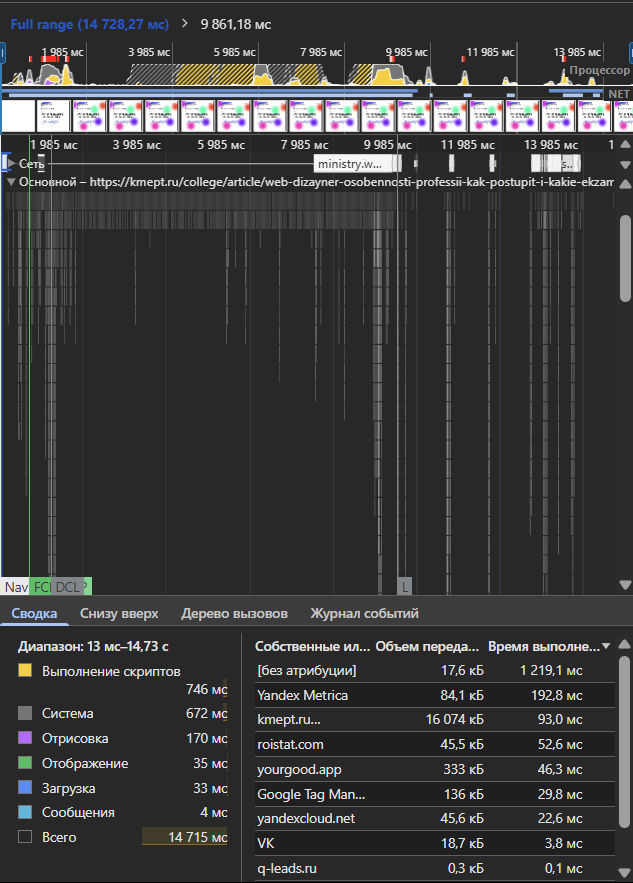 Full range (14 728,27 мс) > 9 861,18 мс
1 985 мс 3 985 мс 5 985 мс 7 985 мс 9 985 мс 11 985 мс 13 985 мс
Процессор
NET
1 985 мс 3 985 мс 5 985 мс 7 985 мс 9 985 мс 11 985 мс 13 985 мс 1
Сеть ministry.w... s...
Основной – https://kmept.ru/college/article/web-dizayner-osobennosti-professii-kak-postupit-i-kakie-ekzam
Nav FC DCL P L
Сводка Снизу вверх Дерево вызовов Журнал событий
Диапазон: 13 мс–14,73 с
Выполнение скриптов
746 мс
Система 672 мс
Отрисовка 170 мс
Отображение 35 мс
Загрузка 33 мс
Сообщения 4 мс
Всего 14 715 мс
Собственные ил... Объем переда... Время выполне...
[без атрибуции] 17,6 кБ 1 219,1 мс
Yandex Metrica 84,1 кБ 192,8 мс
kmept.ru... 16 074 кБ 93,0 мс
roistat.com 45,5 кБ 52,6 мс
yourgood.app 333 кБ 46,3 мс
Google Tag Man... 136 кБ 29,8 мс
yandexcloud.net 45,6 кБ 22,6 мс
VK 18,7 кБ 3,8 мс
q-leads.ru 0,3 кБ 0,1 мс